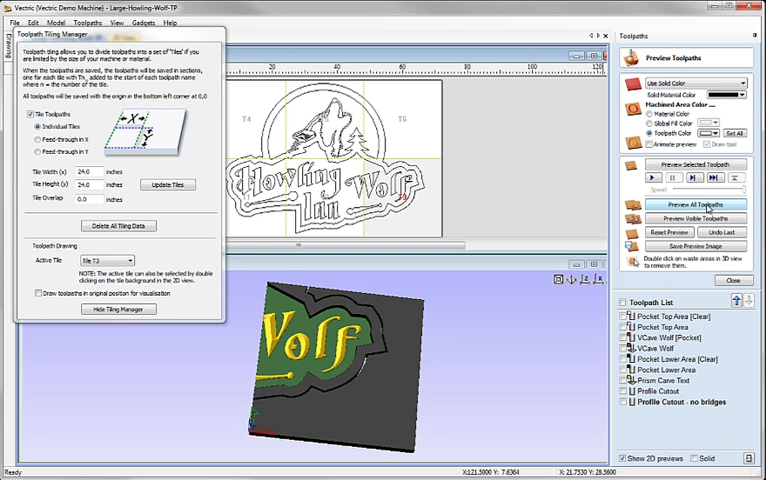 Vectric (Vectric Demo Machine) - Large-Howling-Wolf-TP
File Edit Model Toolpaths View Gadgets Help
Drawing
Toolpath Tiling Manager
Toolpath tiling allows you to divide toolpaths into a set of 'Tiles' if you
are limited by the size of your machine or material.
When the toolpaths are saved, the toolpaths will be saved in sections,
one for each tile with Tn_ added to the start of each toolpath name
where n = the number of the tile.
All toolpaths will be saved with the origin in the bottom left corner at 0,0
Tile Toolpaths
Individual Tiles
Feed-through in X
Feed-through in Y
X
Y
Tile Width (x) 24.0 inches
Tile Height (y) 24.0 inches
Update Tiles
Tile Overlap 0.0 inches
Delete All Tiling Data
Toolpath Drawing
Active Tile Tile T3
NOTE: The active tile can also be selected by double
clicking on the tile background in the 2D view.
Draw toolpaths in original position for visualisation
Hide Tiling Manager
20 40 60 80 100 120
T4 T6
Howling Wolf
Inn
Wolf
Toolpaths
Preview Toolpaths
Use Solid Color
Solid Material Color
Machined Area Color ....
Material Color
Global Fill Color
Toolpath Color Set All
Animate preview Draw tool
Preview Selected Toolpath
Speed
Preview All Toolpaths
Preview Visible Toolpaths
Reset Preview Undo Last
Save Preview Image
Double click on waste areas in 3D view
to remove them.
Close
Toolpath List
Pocket Top Area [Clear]
Pocket Top Area
VCave Wolf [Pocket]
VCave Wolf
Pocket Lower Area [Clear]
Pocket Lower Area
Prism Carve Text
Profile Cutout
Profile Cutout - no bridges
Show 2D previews Solid
Ready
X:121.5000 Y: 7.6364
X: 21.7530 Y: 28.5600